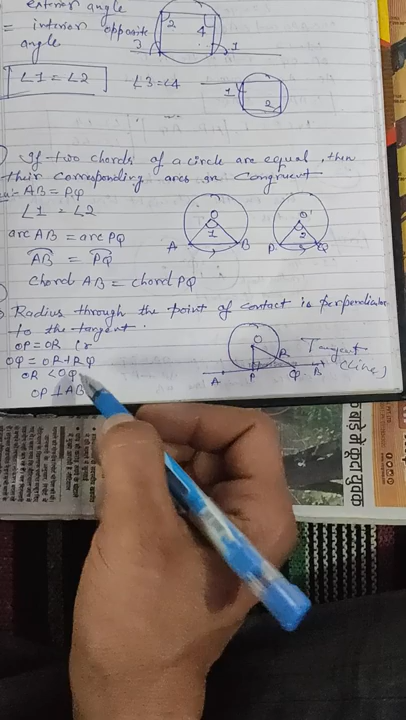 exterior angle
= interior opposite
angle
∠1 = ∠2
∠3 = ∠4
2
4
3
1
1
2
If two chords of a circle are equal, then
their corresponding arcs are Congruent
AB = PQ
∠1 = ∠2
arc AB = arc PQ
AB = PQ
Chord AB = chord PQ
O
1
A
B
O'
2
P
Q
Radius through the point of contact is perpendicular
to the tangent.
OP = OR (r
OQ = OR + RQ
OR < OQ
OP ⊥ AB
O
R
A
P
Q
B
Tangent
(Line)
के बाड़े में कूदा युवक